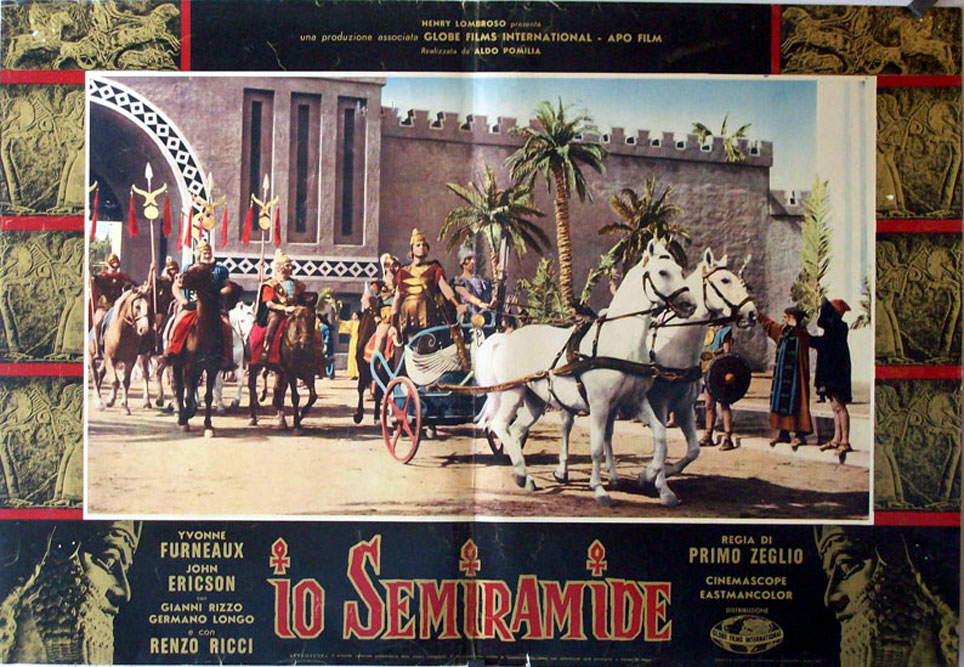 HENRY LOMBROSO presenta
una produzione associata GLOBE FILMS INTERNATIONAL - APO FILM
Realizzata da ALDO POMILIA
YVONNE
FURNEAUX
JOHN
ERICSON
con
GIANNI RIZZO
GERMANO LONGO
e con
RENZO RICCI
io SEMIRAMIDE
REGIA DI
PRIMO ZEGLIO
CINEMASCOPE
EASTMANCOLOR
DISTRIBUZIONE
GLOBE FILMS INTERNATIONAL